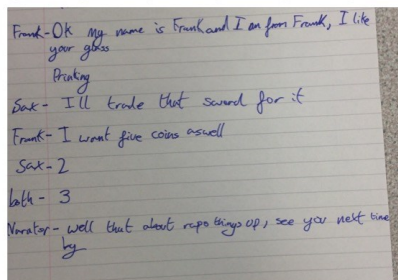 Frank-OK my name is Frank and I am from Frank, I like
your glass
Printing
Sax - I'll trade that sword for it
Frank- I want five coins aswell
Sax-2
both - 3
Narator- well that about raps things up, see you next time
by